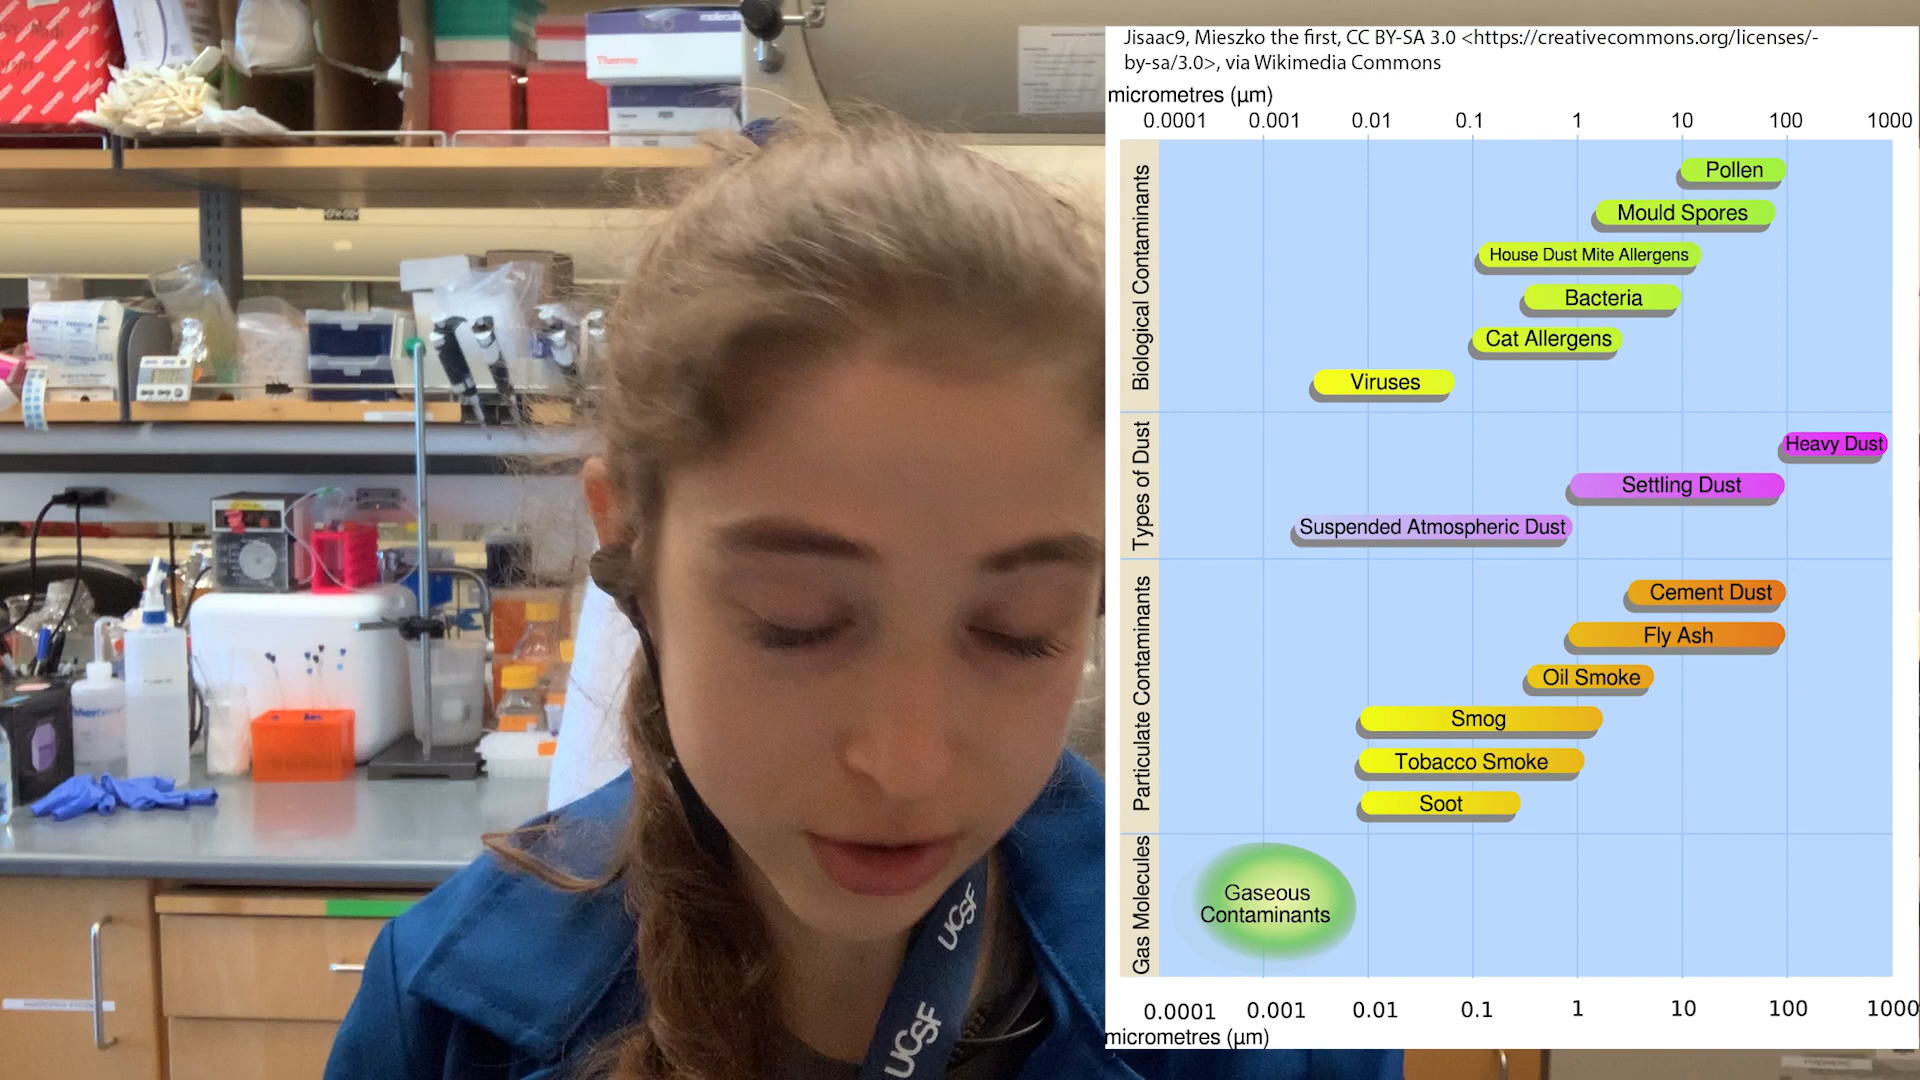 Thermo
Jisaac9, Mieszko the first, CC BY-SA 3.0 <https://creativecommons.org/licenses/-
by-sa/3.0>, via Wikimedia Commons
micrometres (µm)
0.0001 0.001 0.01 0.1 1 10 100 1000
Biological Contaminants
Pollen
Mould Spores
House Dust Mite Allergens
Bacteria
Cat Allergens
Viruses
Types of Dust
Heavy Dust
Settling Dust
Suspended Atmospheric Dust
Particulate Contaminants
Cement Dust
Fly Ash
Oil Smoke
Smog
Tobacco Smoke
Soot
Gas Molecules
Gaseous
Contaminants
0.0001 0.001 0.01 0.1 1 10 100 1000
micrometres (µm)
UCSF
UCSF